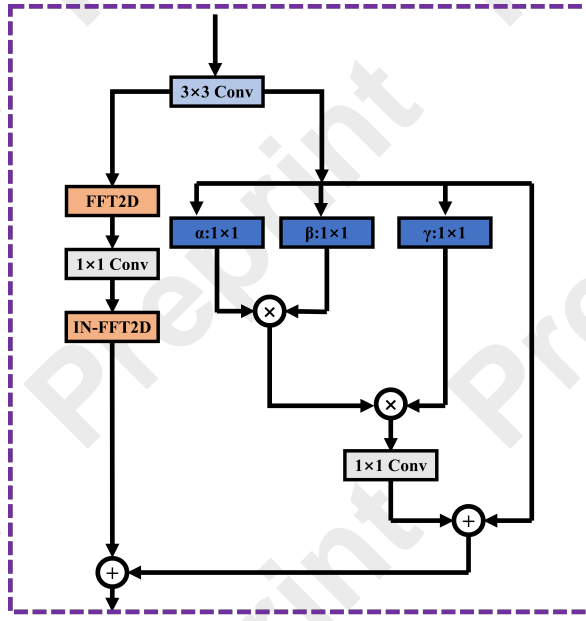 3×3 Conv
FFT2D
α:1×1
β:1×1
γ:1×1
1×1 Conv
×
IN-FFT2D
×
1×1 Conv
+
+
Preprint